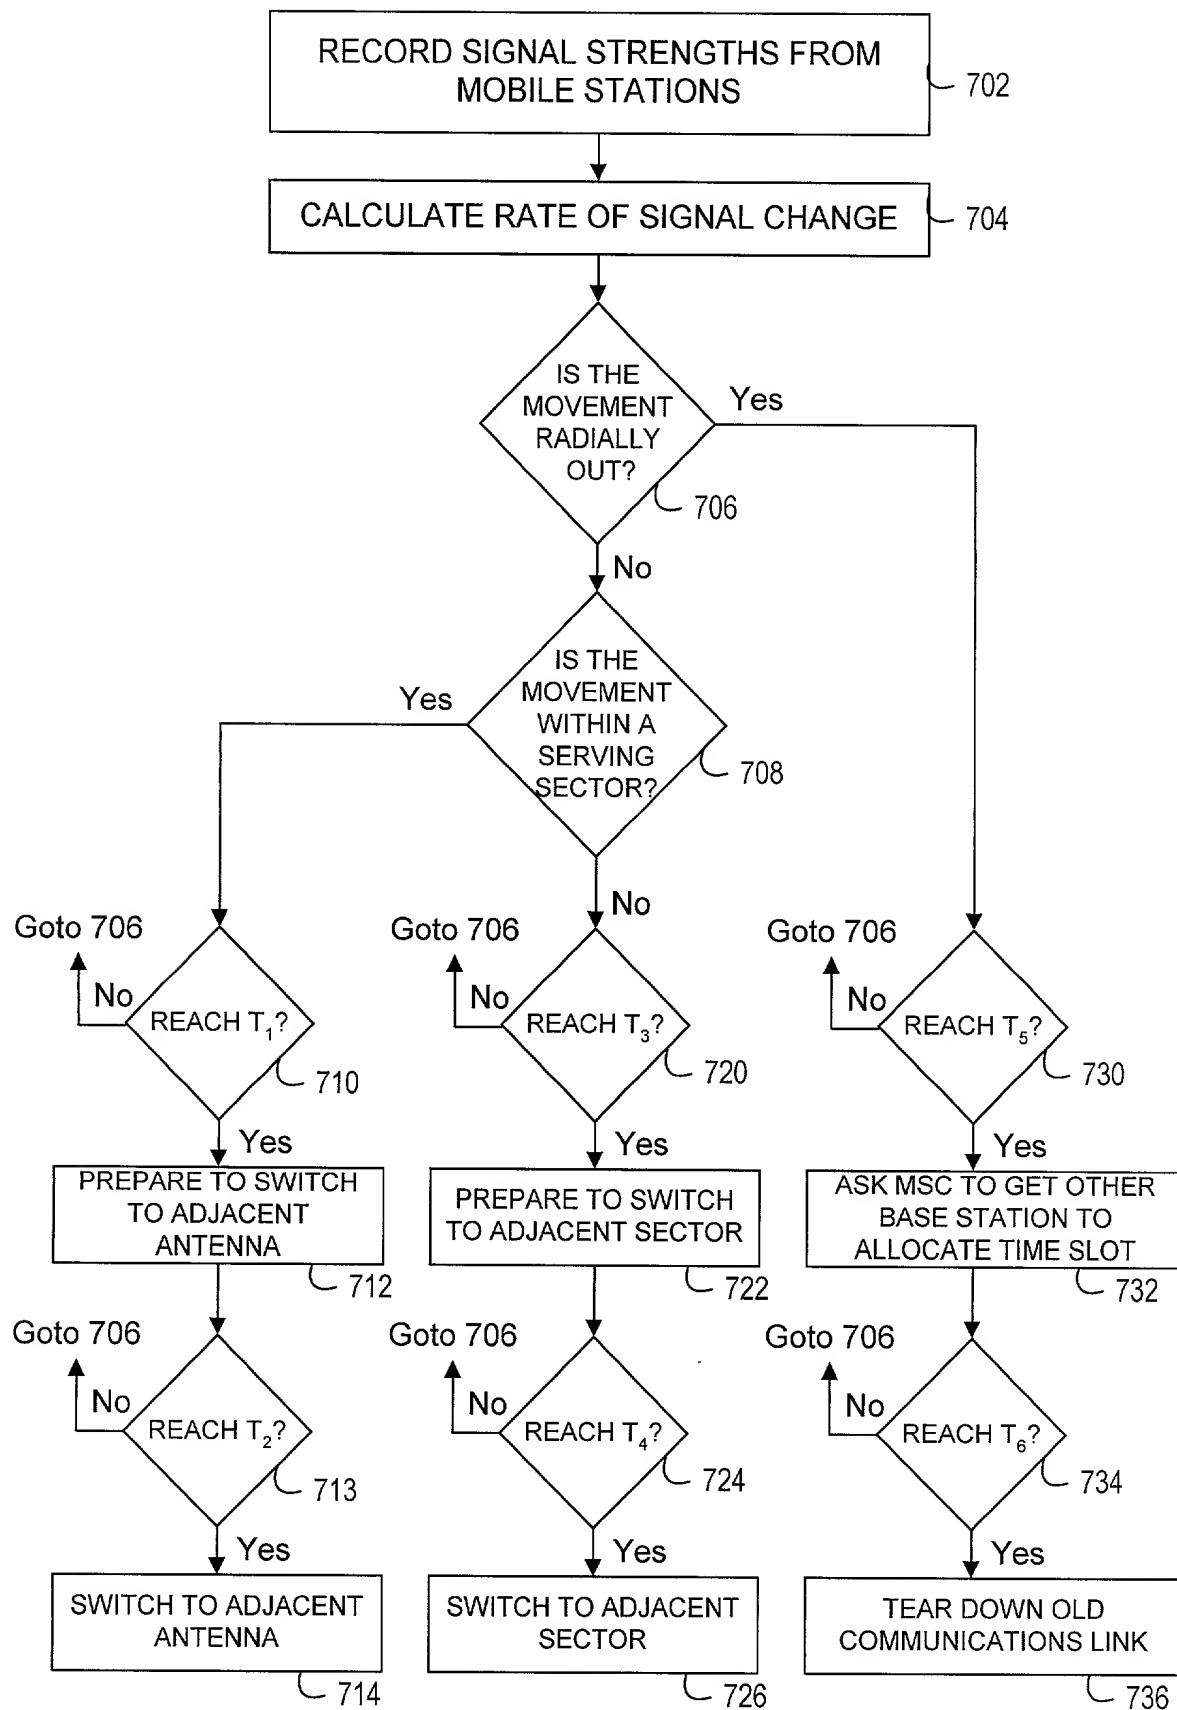 RECORD SIGNAL STRENGTHS FROM
MOBILE STATIONS
702
CALCULATE RATE OF SIGNAL CHANGE
704
IS THE
MOVEMENT
RADIALLY
OUT?
Yes
706
No
IS THE
MOVEMENT
WITHIN A
SERVING
SECTOR?
Yes
708
No
Goto 706
No
REACH T1?
710
Yes
Goto 706
No
REACH T3?
720
Yes
Goto 706
No
REACH T5?
730
Yes
PREPARE TO SWITCH
TO ADJACENT
ANTENNA
712
PREPARE TO SWITCH
TO ADJACENT SECTOR
722
ASK MSC TO GET OTHER
BASE STATION TO
ALLOCATE TIME SLOT
732
Goto 706
No
REACH T2?
713
Yes
Goto 706
No
REACH T4?
724
Yes
Goto 706
No
REACH T6?
734
Yes
SWITCH TO ADJACENT
ANTENNA
714
SWITCH TO ADJACENT
SECTOR
726
TEAR DOWN OLD
COMMUNICATIONS LINK
736